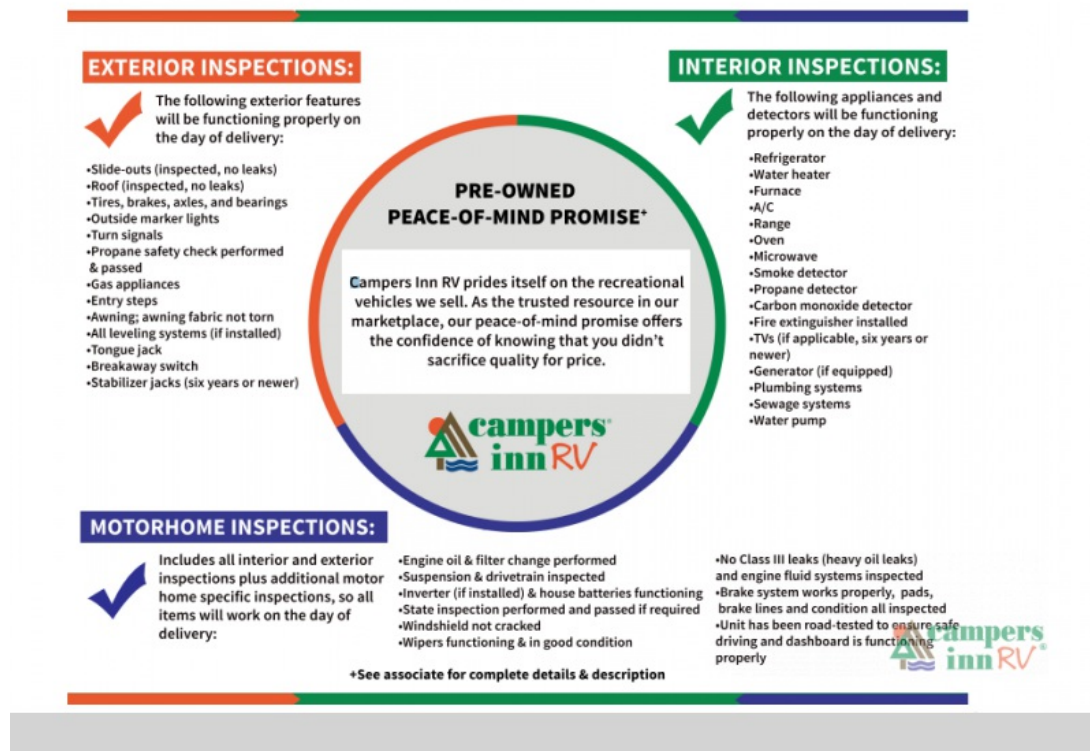 EXTERIOR INSPECTIONS:
The following exterior features
will be functioning properly on
the day of delivery:
•Slide-outs (inspected, no leaks)
•Roof (inspected, no leaks)
•Tires, brakes, axles, and bearings
•Outside marker lights
•Turn signals
•Propane safety check performed
& passed
•Gas appliances
•Entry steps
•Awning; awning fabric not torn
•All leveling systems (if installed)
•Tongue jack
•Breakaway switch
•Stabilizer jacks (six years or newer)
PRE-OWNED
PEACE-OF-MIND PROMISE+
Campers Inn RV prides itself on the recreational
vehicles we sell. As the trusted resource in our
marketplace, our peace-of-mind promise offers
the confidence of knowing that you didn't
sacrifice quality for price.
campers®
inn RV
INTERIOR INSPECTIONS:
The following appliances and
detectors will be functioning
properly on the day of delivery:
•Refrigerator
•Water heater
•Furnace
•A/C
•Range
•Oven
•Microwave
•Smoke detector
•Propane detector
•Carbon monoxide detector
•Fire extinguisher installed
•TVs (if applicable, six years or
newer)
•Generator (if equipped)
•Plumbing systems
•Sewage systems
•Water pump
MOTORHOME INSPECTIONS:
Includes all interior and exterior
inspections plus additional motor
home specific inspections, so all
items will work on the day of
delivery:
•Engine oil & filter change performed
•Suspension & drivetrain inspected
•Inverter (if installed) & house batteries functioning
•State inspection performed and passed if required
•Windshield not cracked
•Wipers functioning & in good condition
•No Class III leaks (heavy oil leaks)
and engine fluid systems inspected
•Brake system works properly, pads,
brake lines and condition all inspected
•Unit has been road-tested to ensure safe
driving and dashboard is functioning
properly
campers
inn RV®
+See associate for complete details & description